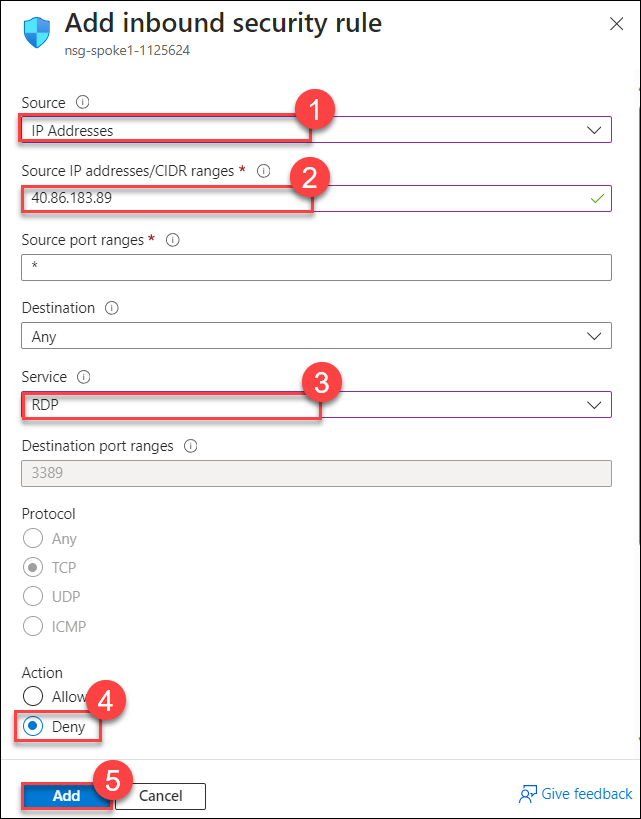 Add inbound security rule
nsg-spoke1-1125624
Source
1
IP Addresses
Source IP addresses/CIDR ranges *
2
40.86.183.89
Source port ranges *
*
Destination
Any
Service
3
RDP
Destination port ranges
3389
Protocol
Any
TCP
UDP
ICMP
Action
Allow
4
Deny
5
Add Cancel Give feedback